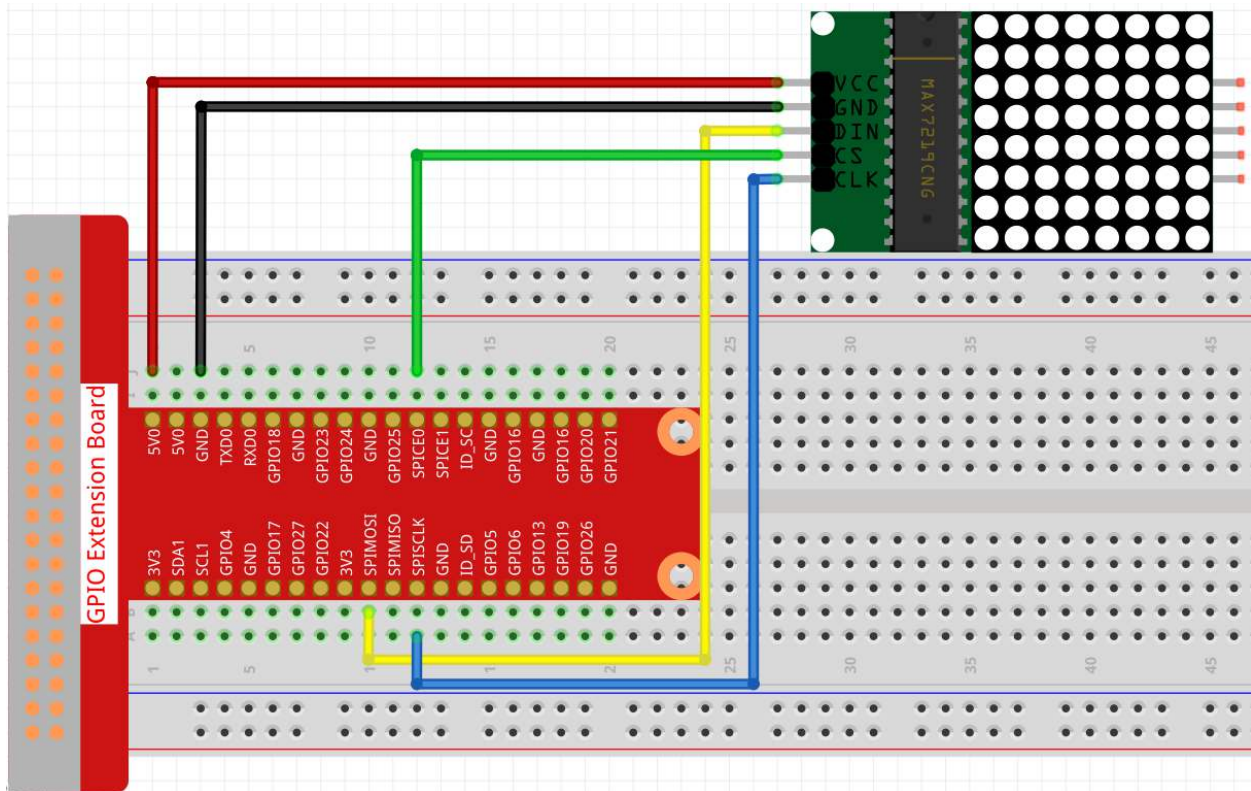 VCC
GND
DIN
CS
CLK
MAX7219CNG
5 10 15 20 25 30 35 40 45
J
5V0 5V0 GND TXD0 RXD0 GPIO18 GND GPIO23 GPIO24 GND GPIO25 SPICE0 SPICE1 ID_SC GND GPIO16 GND GPIO16 GPIO20 GPIO21
GPIO Extension Board
3V3 SDA1 SCL1 GPIO4 GND GPIO17 GPIO27 GPIO22 3V3 SPIMOSI SPIMISO SPISCLK GND ID_SD GPIO5 GPIO6 GPIO13 GPIO19 GPIO26 GND
B
A
1 5 1 1 2 25 30 35 40 45